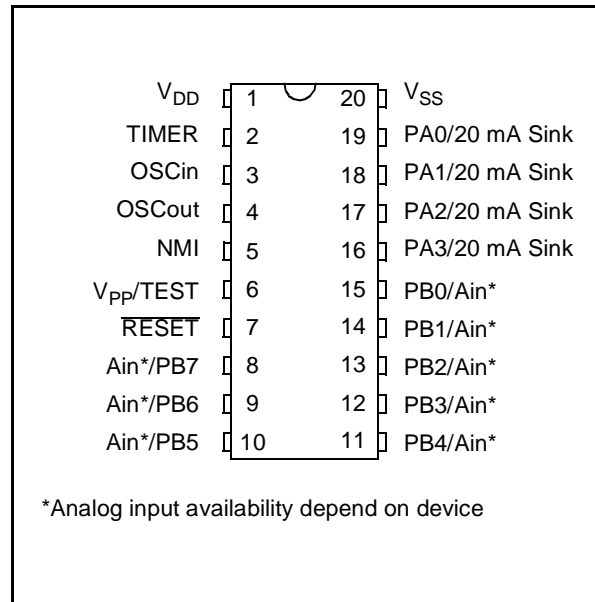 VDD 1 20 VSS
TIMER 2 19 PA0/20 mA Sink
OSCin 3 18 PA1/20 mA Sink
OSCout 4 17 PA2/20 mA Sink
NMI 5 16 PA3/20 mA Sink
VPP/TEST 6 15 PB0/Ain*
RESET 7 14 PB1/Ain*
Ain*/PB7 8 13 PB2/Ain*
Ain*/PB6 9 12 PB3/Ain*
Ain*/PB5 10 11 PB4/Ain*
*Analog input availability depend on device